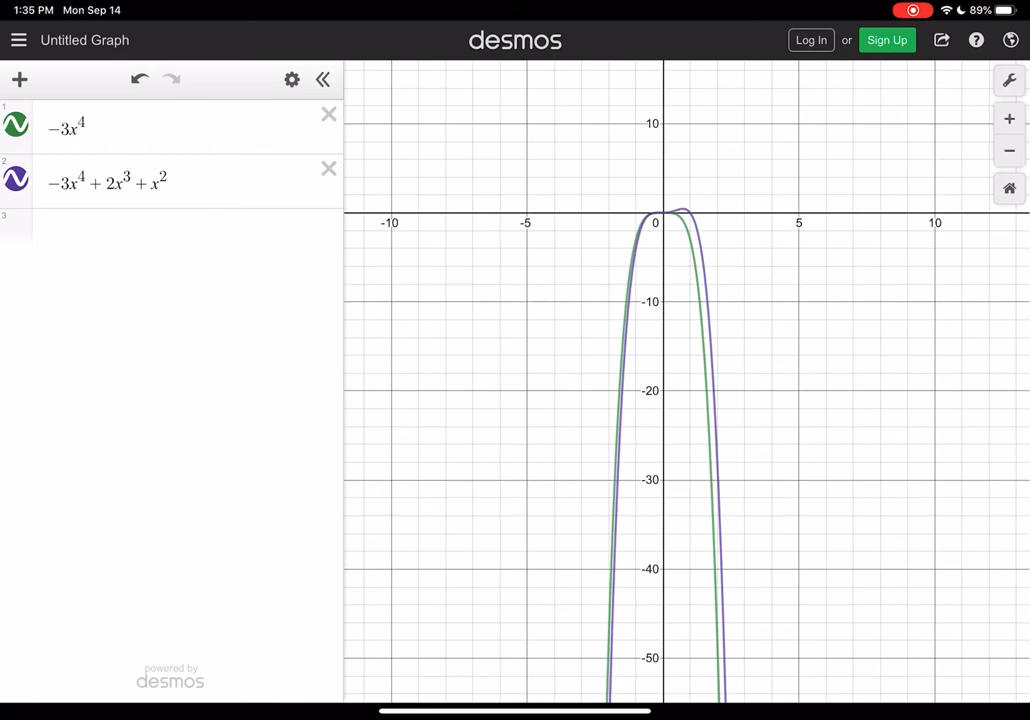 1:35 PM Mon Sep 14
89%
Untitled Graph
desmos
Log In or Sign Up
1
−3x⁴
2
−3x⁴ + 2x³ + x²
3
10
-10
-5
0
5
10
-10
-20
-30
-40
-50
powered by
desmos